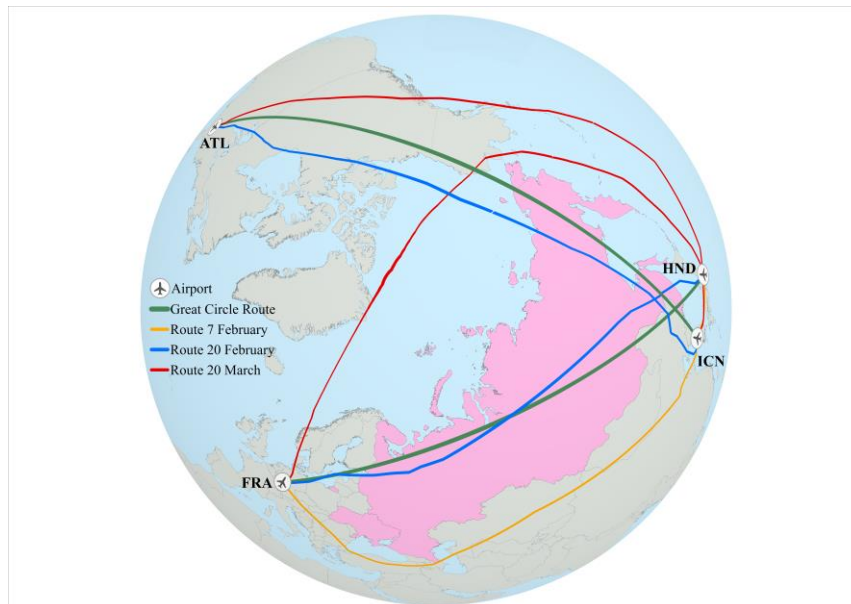 ATL
HND
Airport
Great Circle Route
Route 7 February
Route 20 February
Route 20 March
ICN
FRA